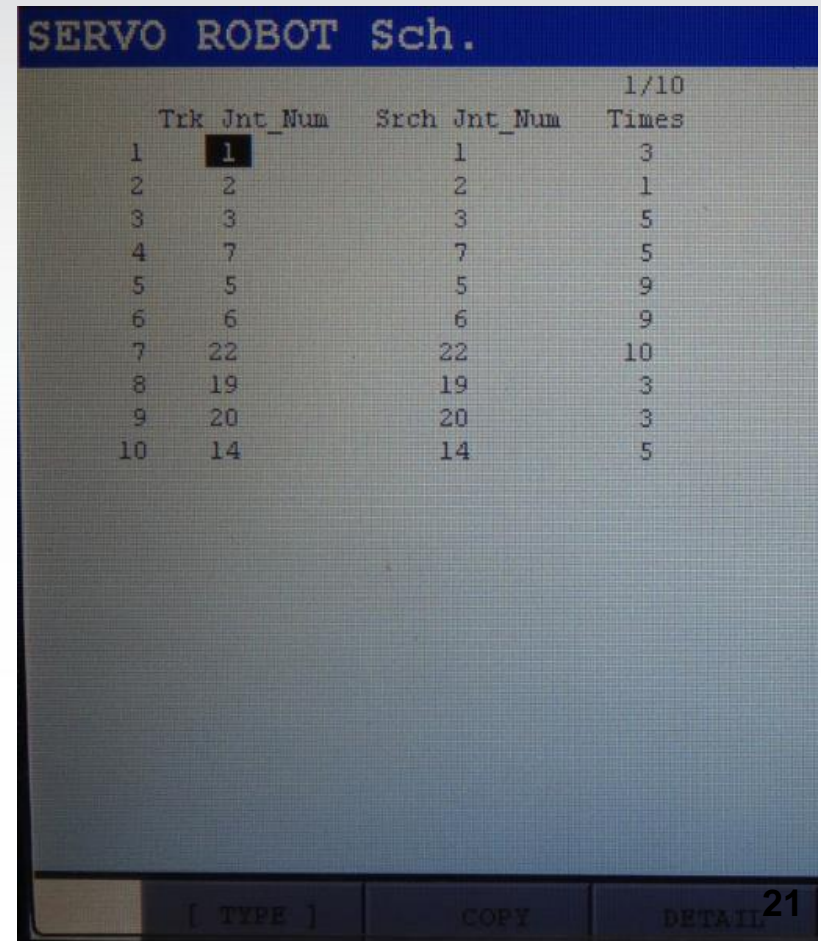 SERVO ROBOT Sch.
1/10
Trk Jnt_Num Srch Jnt_Num Times
1 1 1 3
2 2 2 1
3 3 3 5
4 7 7 5
5 5 5 9
6 6 6 9
7 22 22 10
8 19 19 3
9 20 20 3
10 14 14 5
[ TYPE ] COPY DETAIL
21